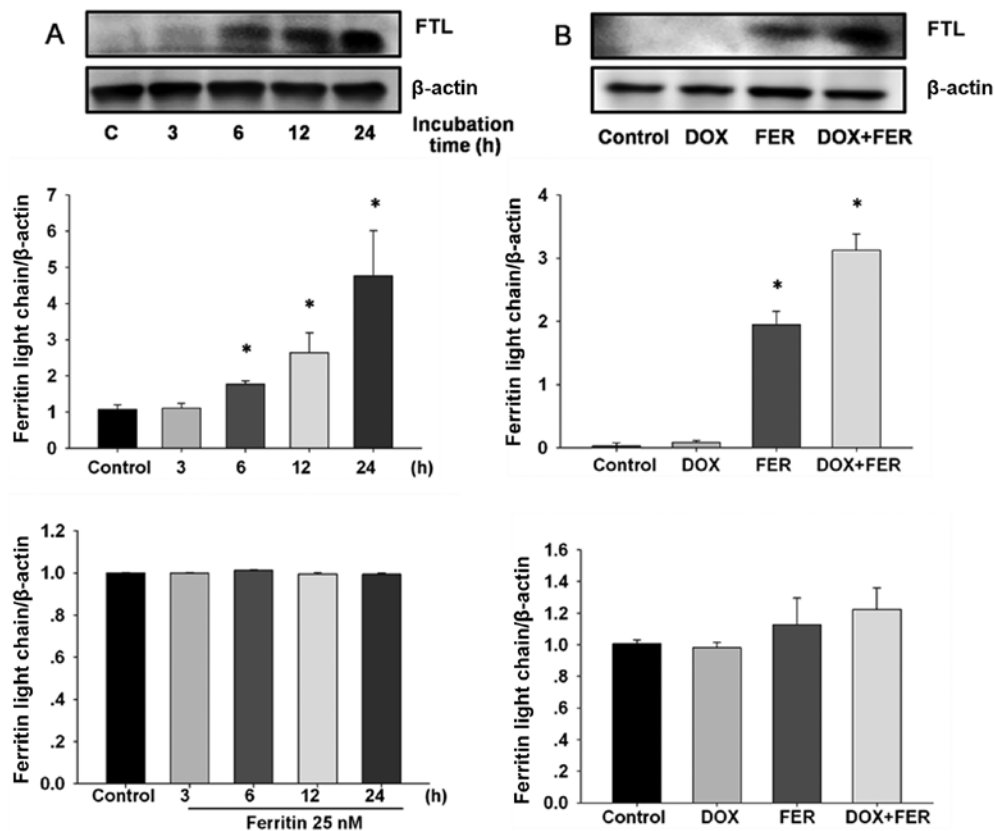 A
FTL
β-actin
C 3 6 12 24 Incubation
time (h)
Ferritin light chain/β-actin
7
6
5
4
3
2
1
0
*
*
*
Control 3 6 12 24 (h)
Ferritin light chain/β-actin
1.2
1.0
.8
.6
.4
.2
0.0
Control 3 6 12 24 (h)
Ferritin 25 nM
B
FTL
β-actin
Control DOX FER DOX+FER
Ferritin light chain/β-actin
4
3
2
1
0
*
*
Control DOX FER DOX+FER
Ferritin light chain/β-actin
1.6
1.4
1.2
1.0
.8
.6
.4
.2
0.0
Control DOX FER DOX+FER